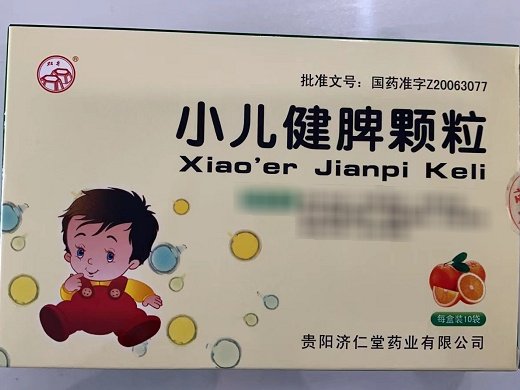 批准文号：国药准字Z20063077
小儿健脾颗粒
Xiao'er Jianpi Keli
每盒装10袋
贵阳济仁堂药业有限公司